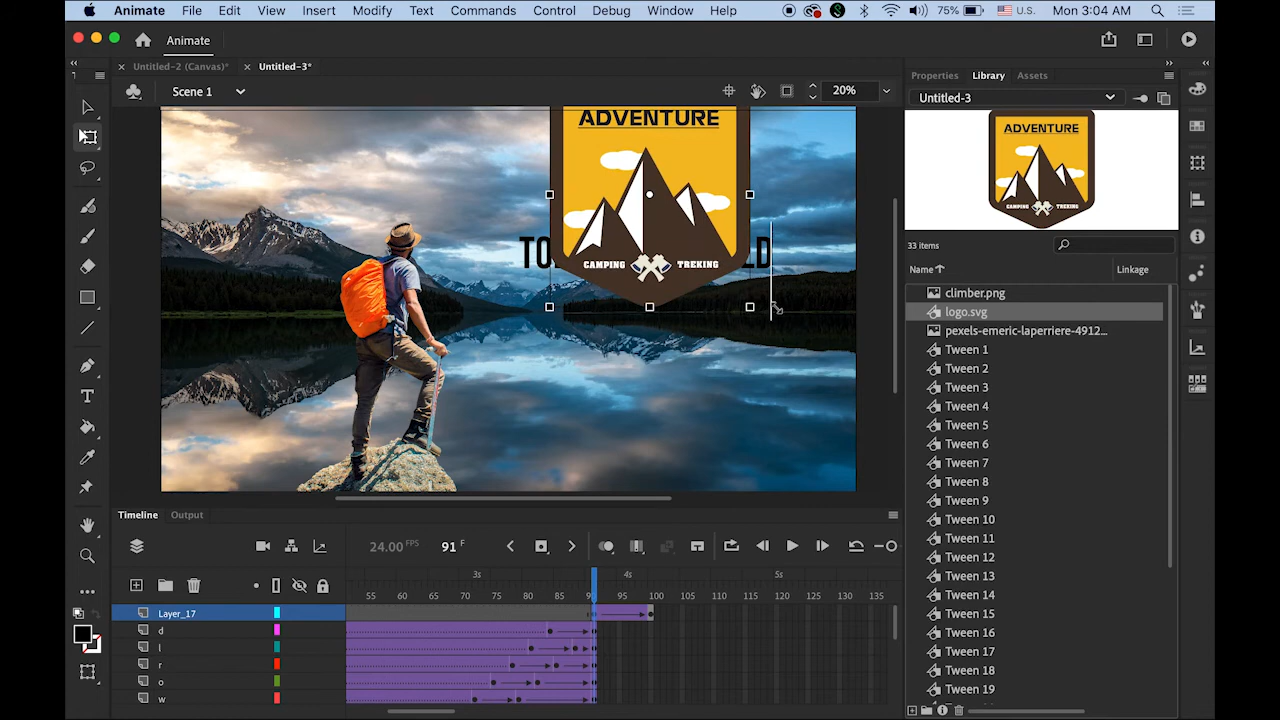 Animate File Edit View Insert Modify Text Commands Control Debug Window Help 75% U.S. Mon 3:04 AM
Animate
Untitled-2 (Canvas)* Untitled-3*
Scene 1 20%
ADVENTURE
TO LD
CAMPING TREKING
Properties Library Assets
Untitled-3
ADVENTURE
CAMPING TREKING
33 items
Name Linkage
climber.png
logo.svg
pexels-emeric-laperriere-4912...
Tween 1
Tween 2
Tween 3
Tween 4
Tween 5
Tween 6
Tween 7
Tween 8
Tween 9
Tween 10
Tween 11
Tween 12
Tween 13
Tween 14
Tween 15
Tween 16
Tween 17
Tween 18
Tween 19
Timeline Output
24.00 FPS 91 F
3s 4s 5s
55 60 65 70 75 80 85 95 100 105 110 115 120 125 130 135
Layer_17
d
l
r
o
w